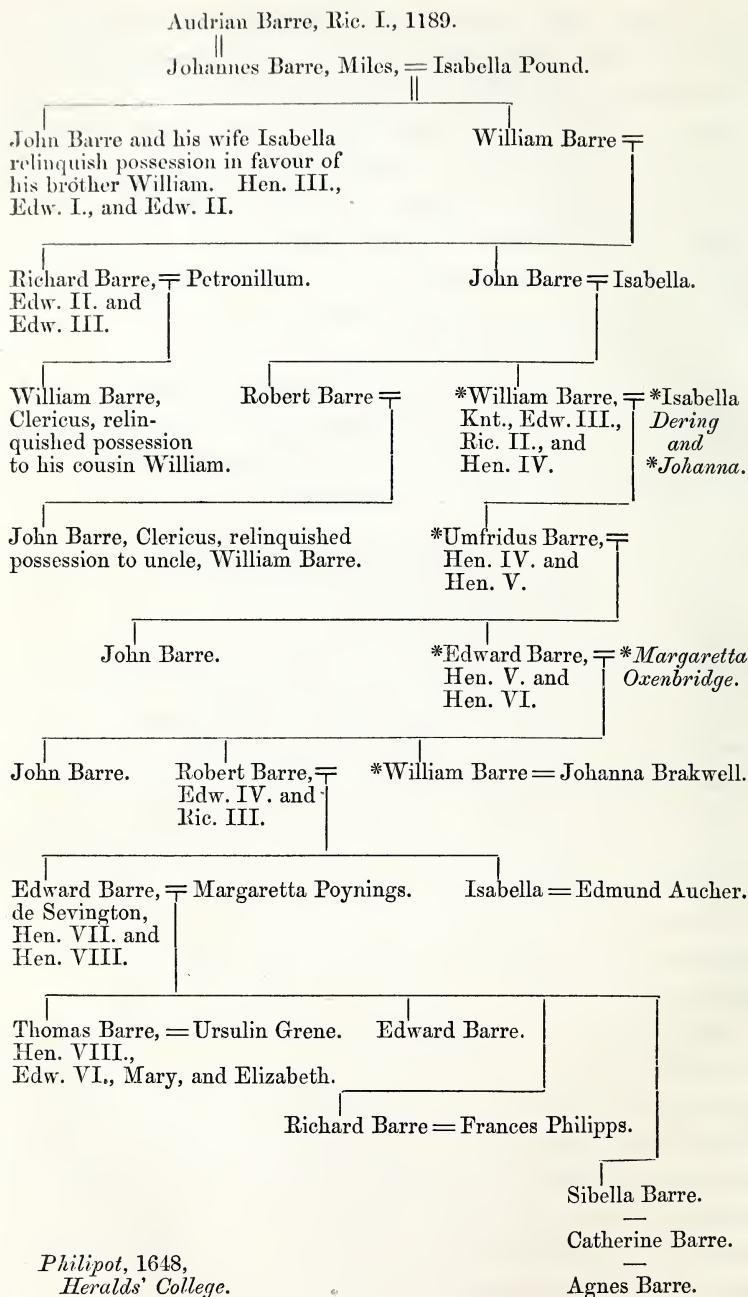 Audrian Barre, Ric. I., 1189.
Johannes Barre, Miles, = Isabella Pound.
John Barre and his wife Isabella
relinquish possession in favour of
his brother William. Hen. III.,
Edw. I., and Edw. II.
William Barre =
Richard Barre, = Petronillum.
Edw. II. and
Edw. III.
John Barre = Isabella.
William Barre,
Clericus, relin-
quished possession
to his cousin William.
Robert Barre =
*William Barre, = *Isabella
Knt., Edw. III., Dering
Ric. II., and and
Hen. IV. *Johanna.
John Barre, Clericus, relinquished
possession to uncle, William Barre.
*Umfridus Barre, =
Hen. IV. and
Hen. V.
John Barre.
*Edward Barre, = *Margaretta
Hen. V. and Oxenbridge.
Hen. VI.
John Barre.
Robert Barre, =
Edw. IV. and
Ric. III.
*William Barre = Johanna Brakwell.
Edward Barre, = Margaretta Poynings.
de Sevington,
Hen. VII. and
Hen. VIII.
Isabella = Edmund Aucher.
Thomas Barre, = Ursulin Grene.
Hen. VIII.,
Edw. VI., Mary, and Elizabeth.
Edward Barre.
Richard Barre = Frances Philipps.
Sibella Barre.
—
Catherine Barre.
—
Agnes Barre.
Philipot, 1648,
Heralds' College.